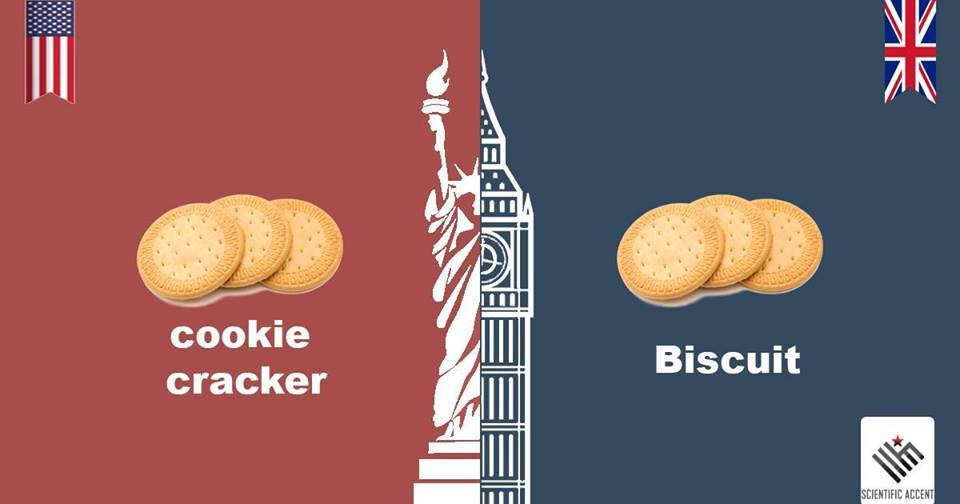 cookie
cracker
Biscuit
SCIENTIFIC ACCENT